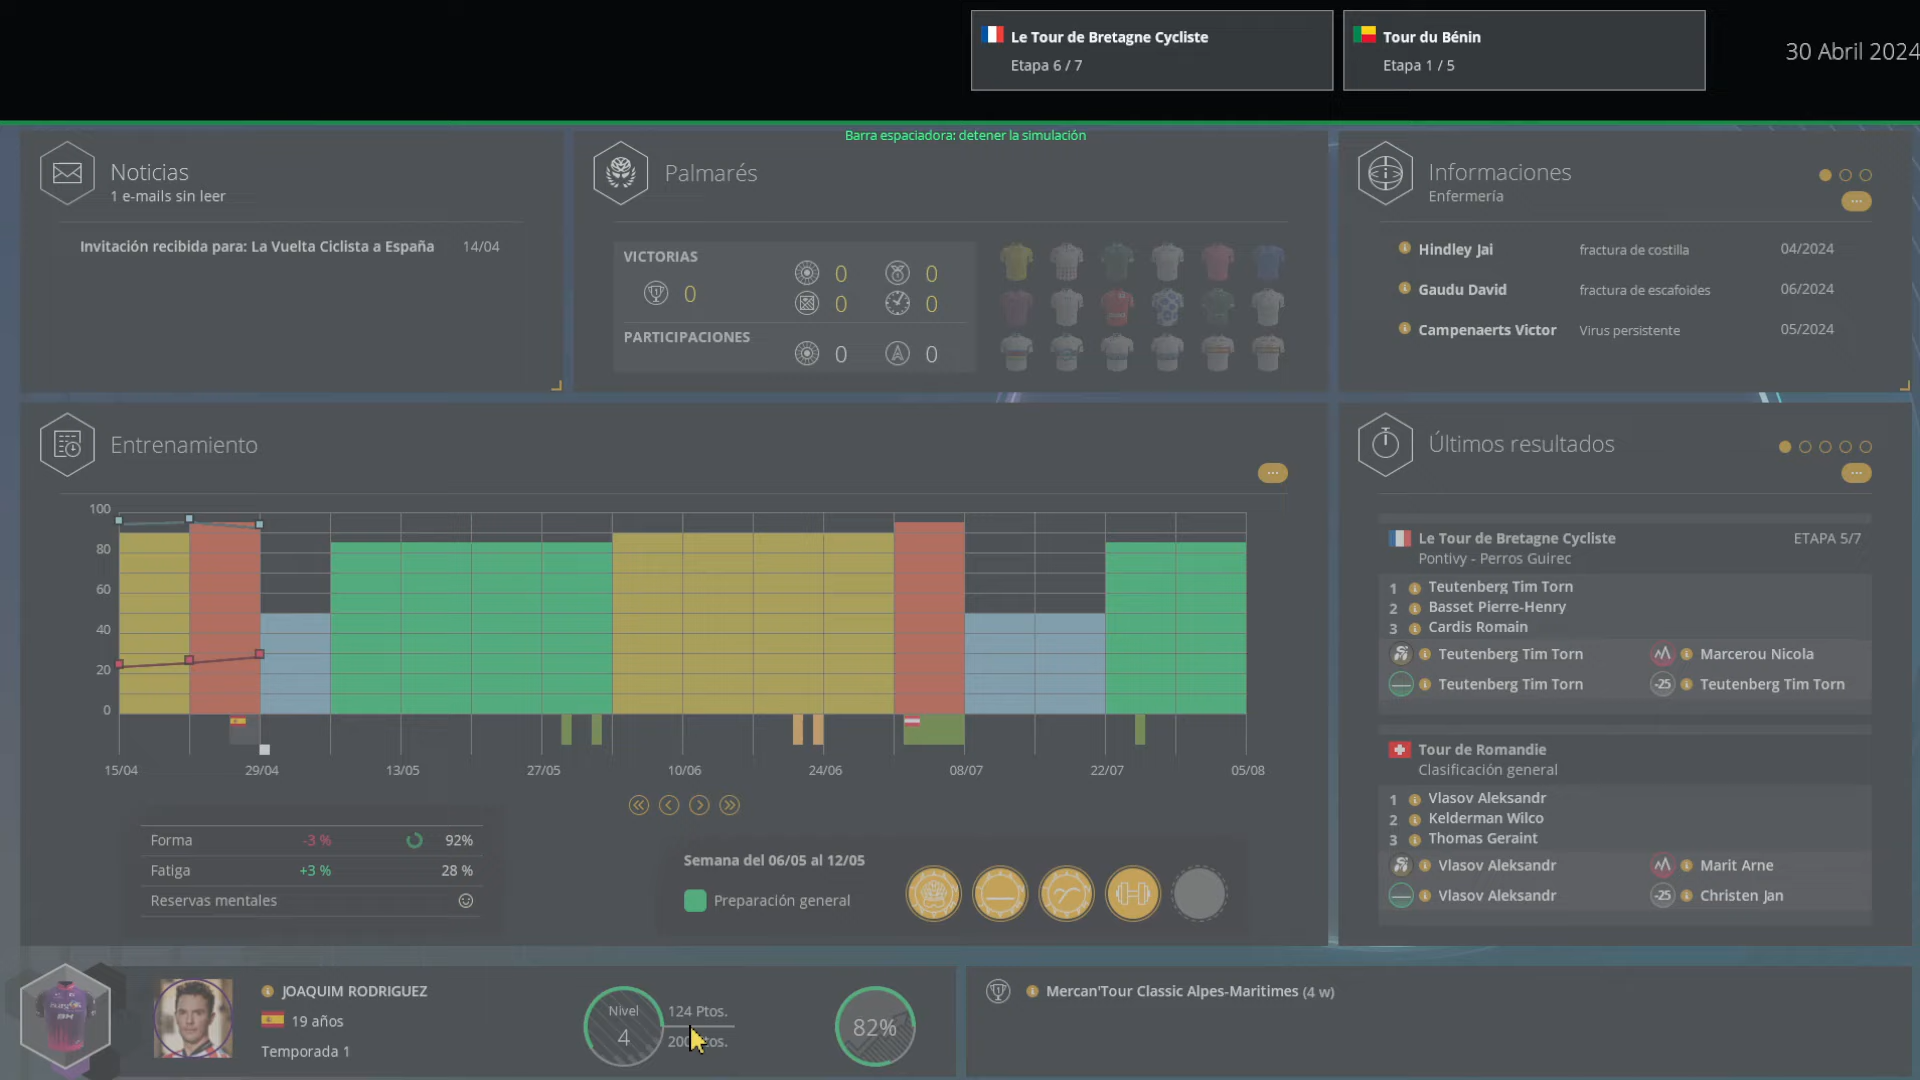 Le Tour de Bretagne Cycliste
Etapa 6 / 7
Tour du Bénin
Etapa 1 / 5
30 Abril 2024
Barra espaciadora: detener la simulación
Noticias
1 e-mails sin leer
Invitación recibida para: La Vuelta Ciclista a España 14/04
Palmarés
VICTORIAS
0
0 0
0 0
PARTICIPACIONES
0 0
Informaciones
Enfermería
Hindley Jai fractura de costilla 04/2024
Gaudu David fractura de escafoides 06/2024
Campenaerts Victor Virus persistente 05/2024
Entrenamiento
100
80
60
40
20
0
15/04 29/04 13/05 27/05 10/06 24/06 08/07 22/07 05/08
Forma -3 % 92%
Fatiga +3 % 28 %
Reservas mentales
Semana del 06/05 al 12/05
Preparación general
Últimos resultados
Le Tour de Bretagne Cycliste ETAPA 5/7
Pontivy - Perros Guirec
1 Teutenberg Tim Torn
2 Basset Pierre-Henry
3 Cardis Romain
Teutenberg Tim Torn Marcerou Nicola
Teutenberg Tim Torn -25 Teutenberg Tim Torn
Tour de Romandie
Clasificación general
1 Vlasov Aleksandr
2 Kelderman Wilco
3 Thomas Geraint
Vlasov Aleksandr Marit Arne
Vlasov Aleksandr -25 Christen Jan
JOAQUIM RODRIGUEZ
19 años
Temporada 1
Nivel
4
124 Ptos.
82%
Mercan'Tour Classic Alpes-Maritimes (4 w)